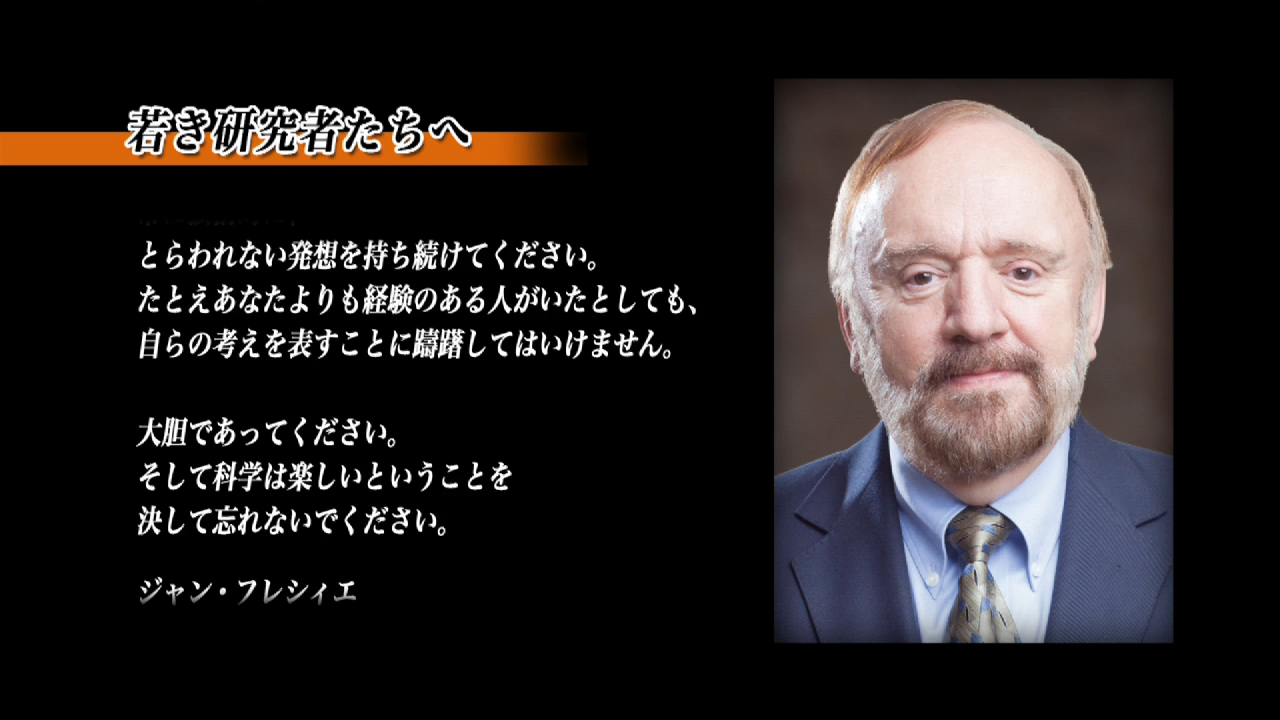 若き研究者たちへ
とらわれない発想を持ち続けてください。
たとえあなたよりも経験のある人がいたとしても、
自らの考えを表すことに躊躇してはいけません。
大胆であってください。
そして科学は楽しいということを
決して忘れないでください。
ジャン・フレシィエ